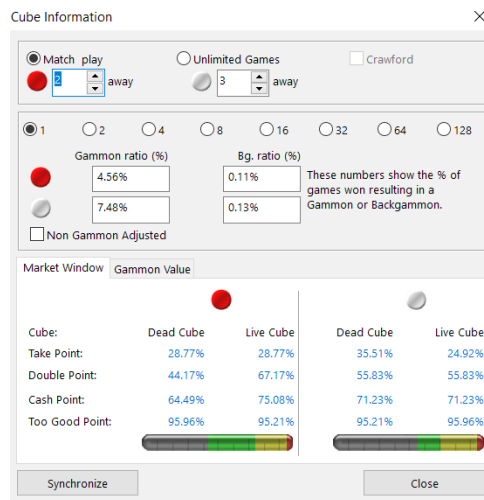 Cube Information
Match play Unlimited Games Crawford
2 away 3 away
1 2 4 8 16 32 64 128
Gammon ratio (%) Bg. ratio (%)
4.56% 0.11%
7.48% 0.13%
These numbers show the % of
games won resulting in a
Gammon or Backgammon.
Non Gammon Adjusted
Market Window Gammon Value
Cube: Dead Cube Live Cube Dead Cube Live Cube
Take Point: 28.77% 28.77% 35.51% 24.92%
Double Point: 44.17% 67.17% 55.83% 55.83%
Cash Point: 64.49% 75.08% 71.23% 71.23%
Too Good Point: 95.96% 95.21% 95.21% 95.96%
Synchronize Close